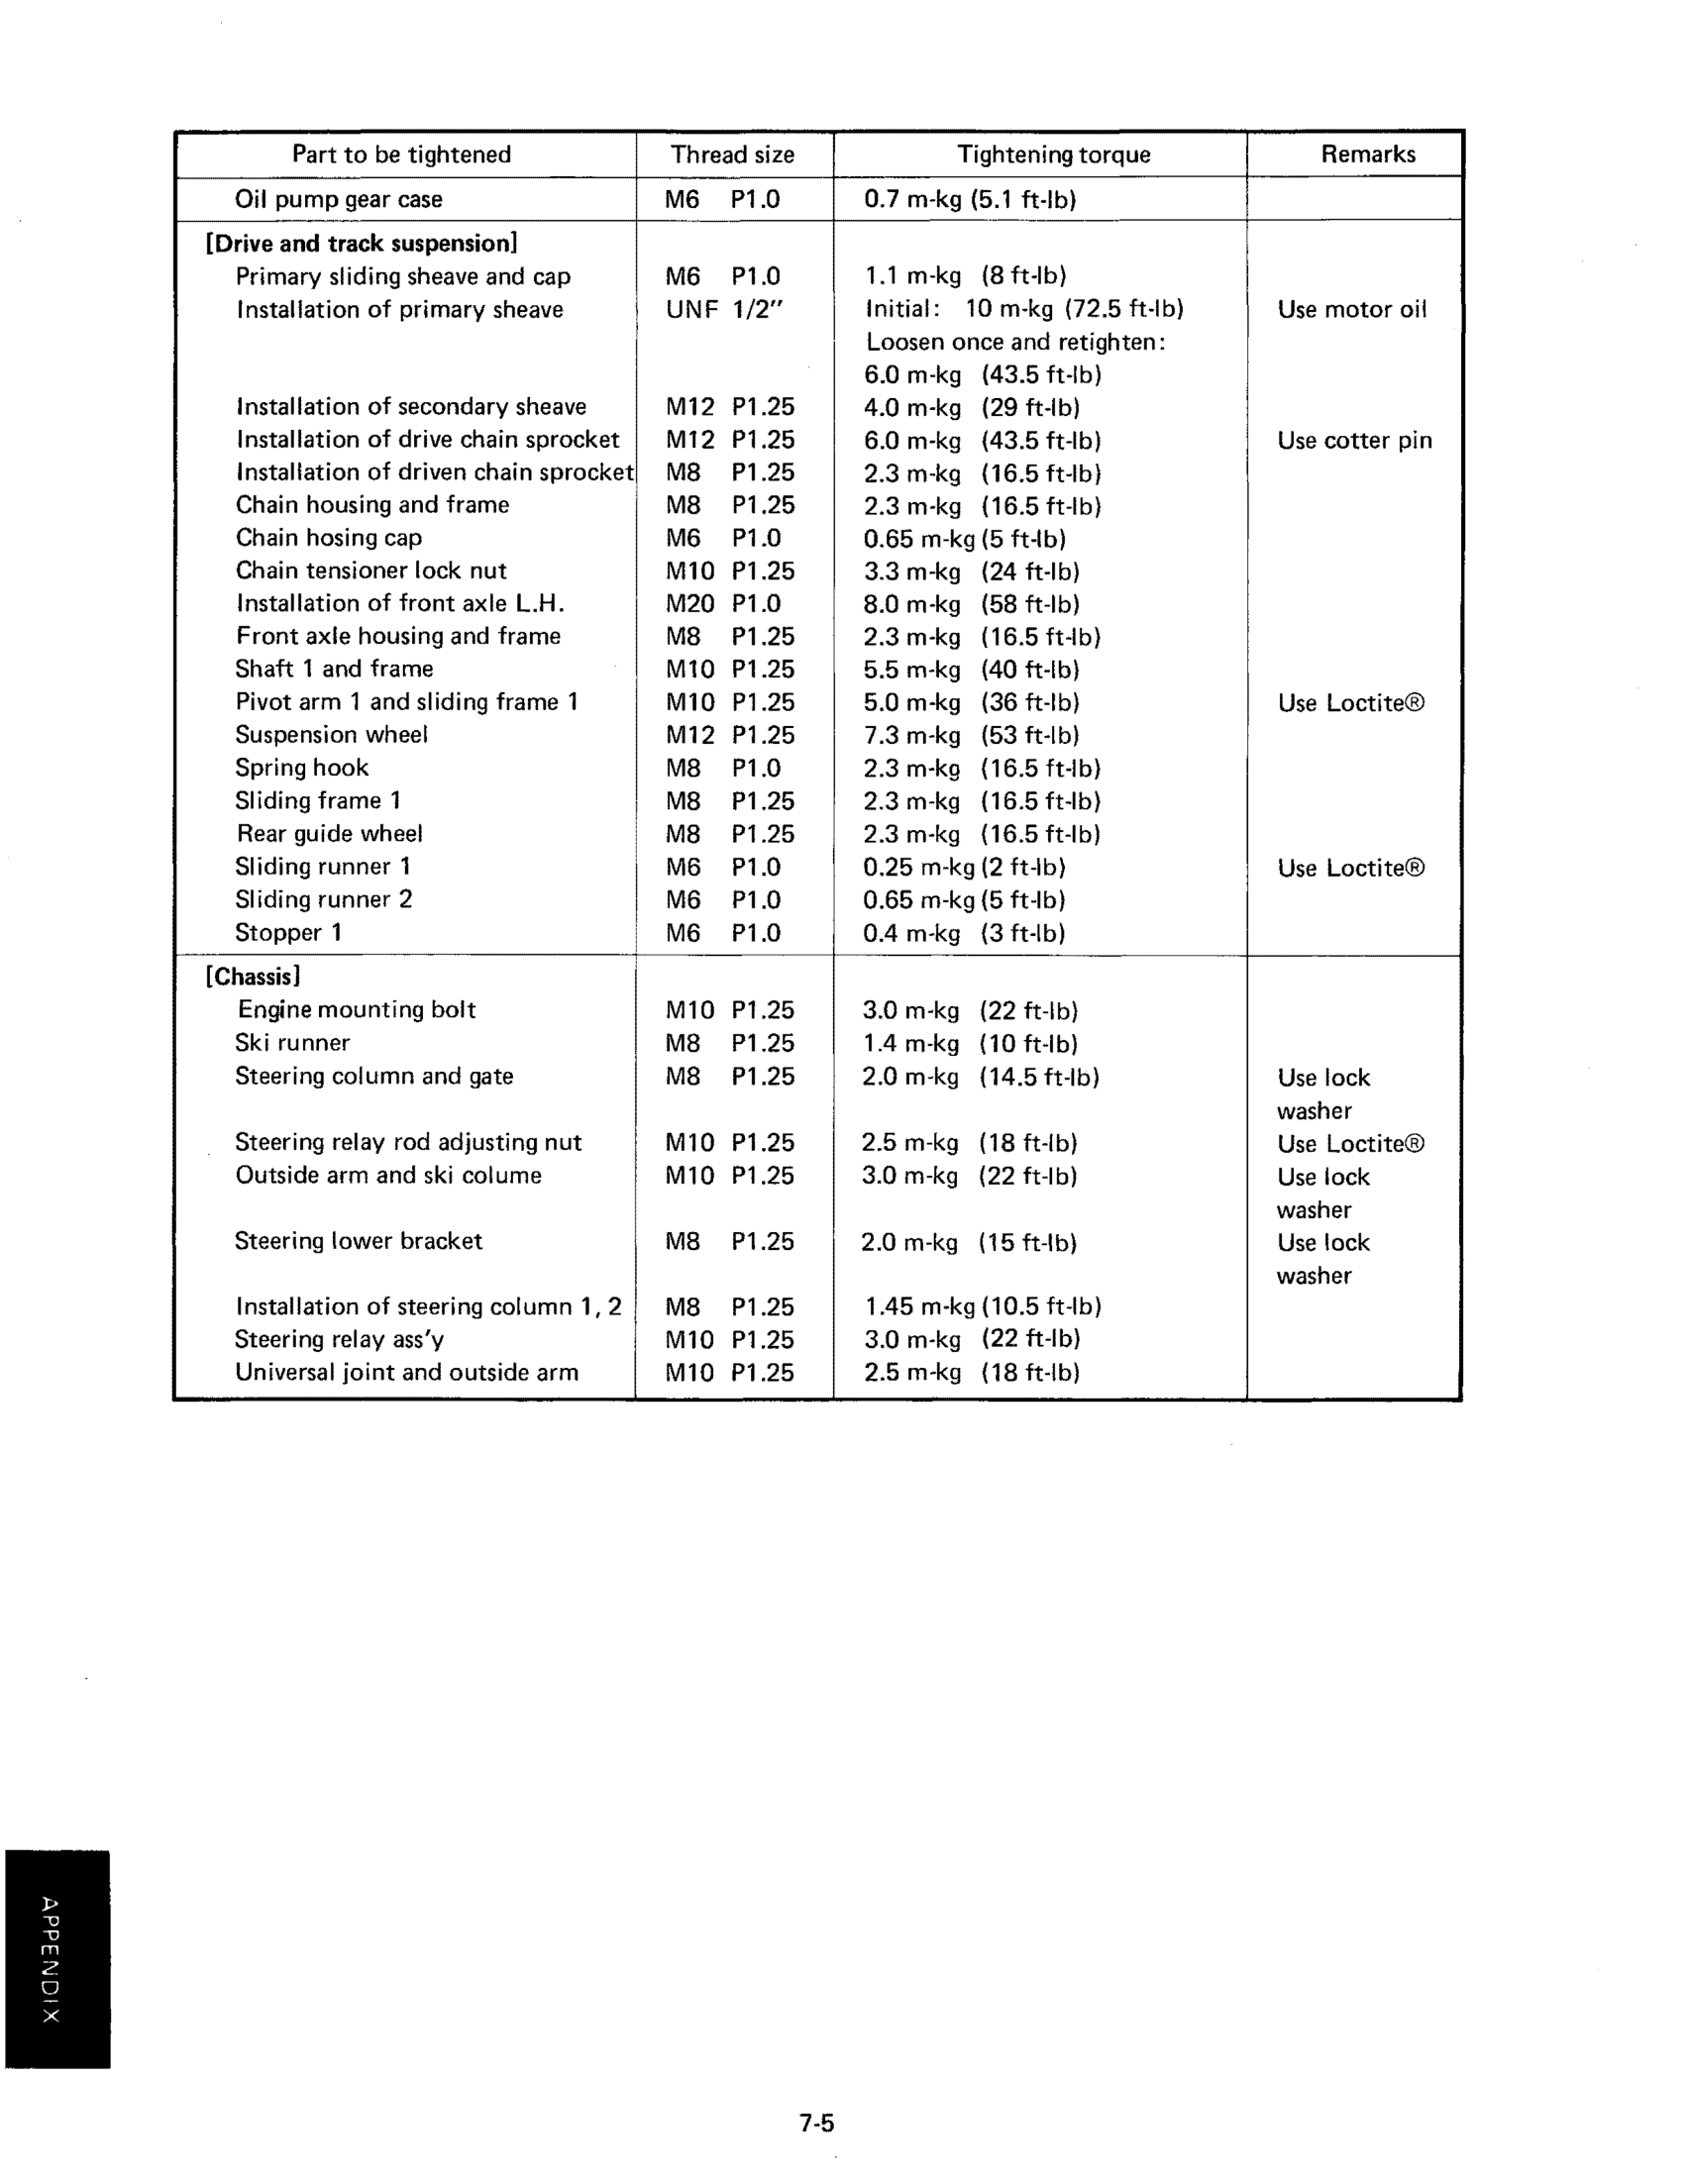 Part to be tightened Thread size Tightening torque Remarks
Oil pump gear case M6 P1.0 0.7 m-kg (5.1 ft-lb)
[Drive and track suspension]
Primary sliding sheave and cap M6 P1.0 1.1 m-kg (8 ft-lb)
Installation of primary sheave UNF 1/2" Initial: 10 m-kg (72.5 ft-lb) Use motor oil
Loosen once and retighten:
6.0 m-kg (43.5 ft-lb)
Installation of secondary sheave M12 P1.25 4.0 m-kg (29 ft-lb)
Installation of drive chain sprocket M12 P1.25 6.0 m-kg (43.5 ft-lb) Use cotter pin
Installation of driven chain sprocket M8 P1.25 2.3 m-kg (16.5 ft-lb)
Chain housing and frame M8 P1.25 2.3 m-kg (16.5 ft-lb)
Chain hosing cap M6 P1.0 0.65 m-kg (5 ft-lb)
Chain tensioner lock nut M10 P1.25 3.3 m-kg (24 ft-lb)
Installation of front axle L.H. M20 P1.0 8.0 m-kg (58 ft-lb)
Front axle housing and frame M8 P1.25 2.3 m-kg (16.5 ft-lb)
Shaft 1 and frame M10 P1.25 5.5 m-kg (40 ft-lb)
Pivot arm 1 and sliding frame 1 M10 P1.25 5.0 m-kg (36 ft-lb) Use Loctite®
Suspension wheel M12 P1.25 7.3 m-kg (53 ft-lb)
Spring hook M8 P1.0 2.3 m-kg (16.5 ft-lb)
Sliding frame 1 M8 P1.25 2.3 m-kg (16.5 ft-lb)
Rear guide wheel M8 P1.25 2.3 m-kg (16.5 ft-lb)
Sliding runner 1 M6 P1.0 0.25 m-kg (2 ft-lb) Use Loctite®
Sliding runner 2 M6 P1.0 0.65 m-kg (5 ft-lb)
Stopper 1 M6 P1.0 0.4 m-kg (3 ft-lb)
[Chassis]
Engine mounting bolt M10 P1.25 3.0 m-kg (22 ft-lb)
Ski runner M8 P1.25 1.4 m-kg (10 ft-lb)
Steering column and gate M8 P1.25 2.0 m-kg (14.5 ft-lb) Use lock
washer
Steering relay rod adjusting nut M10 P1.25 2.5 m-kg (18 ft-lb) Use Loctite®
Outside arm and ski colume M10 P1.25 3.0 m-kg (22 ft-lb) Use lock
washer
Steering lower bracket M8 P1.25 2.0 m-kg (15 ft-lb) Use lock
washer
Installation of steering column 1, 2 M8 P1.25 1.45 m-kg (10.5 ft-lb)
Steering relay ass'y M10 P1.25 3.0 m-kg (22 ft-lb)
Universal joint and outside arm M10 P1.25 2.5 m-kg (18 ft-lb)
APPENDIX
7-5